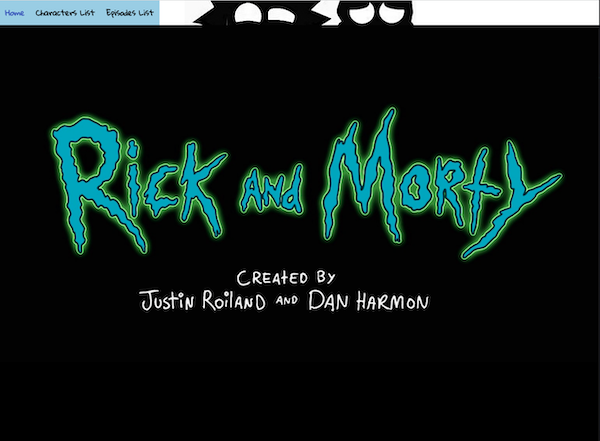 Home Characters List Episodes List
Rick and Morty
Created by
Justin Roiland and Dan Harmon